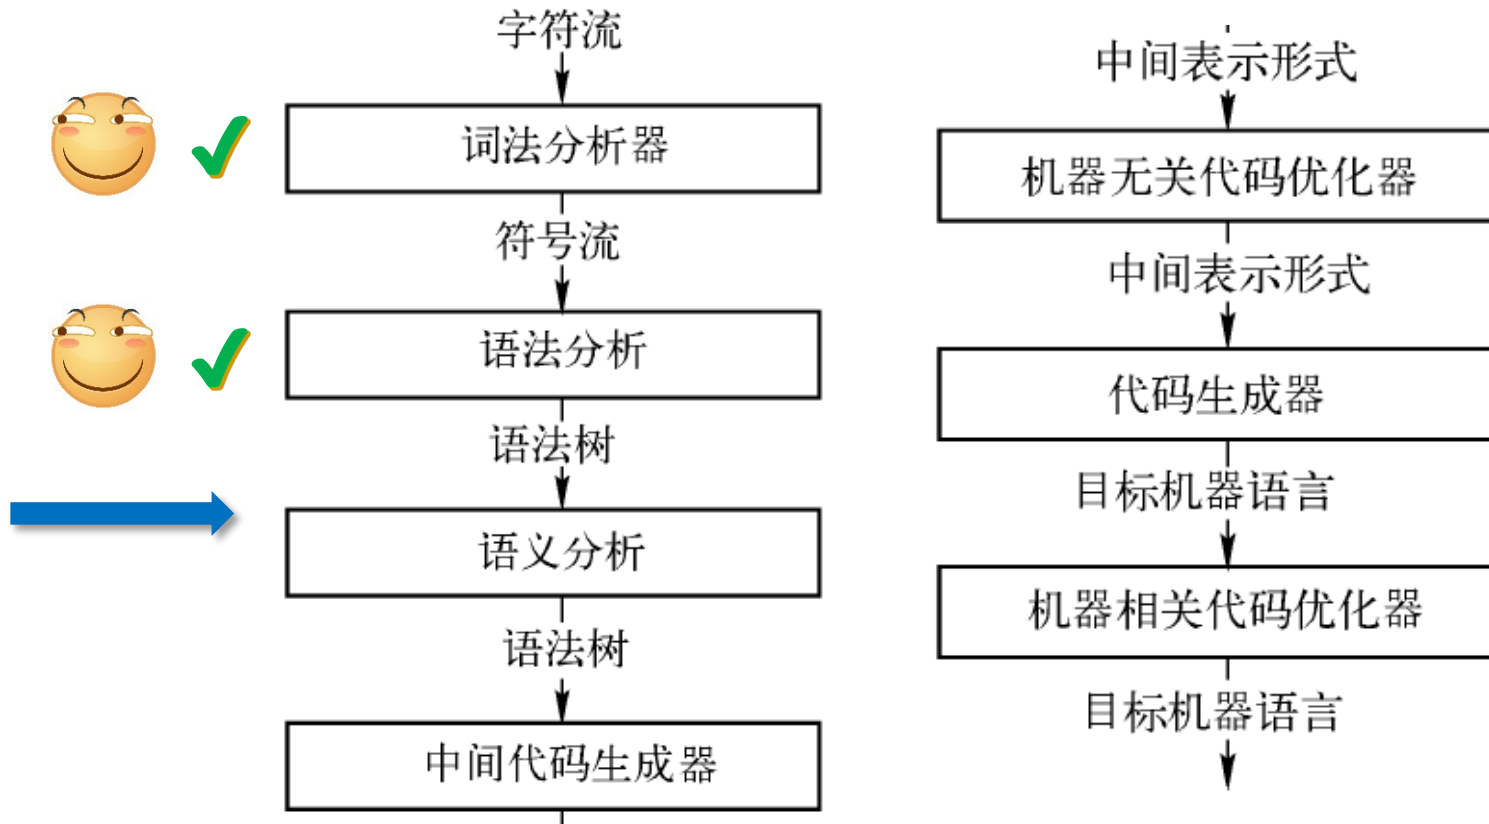 字符流
词法分析器
符号流
语法分析
语法树
语义分析
语法树
中间代码生成器
中间表示形式
机器无关代码优化器
中间表示形式
代码生成器
目标机器语言
机器相关代码优化器
目标机器语言